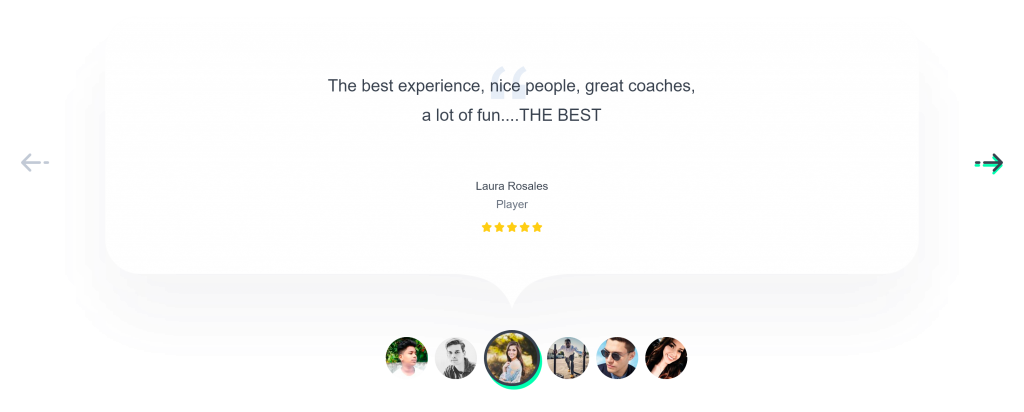 The best experience, nice people, great coaches,
a lot of fun....THE BEST
Laura Rosales
Player